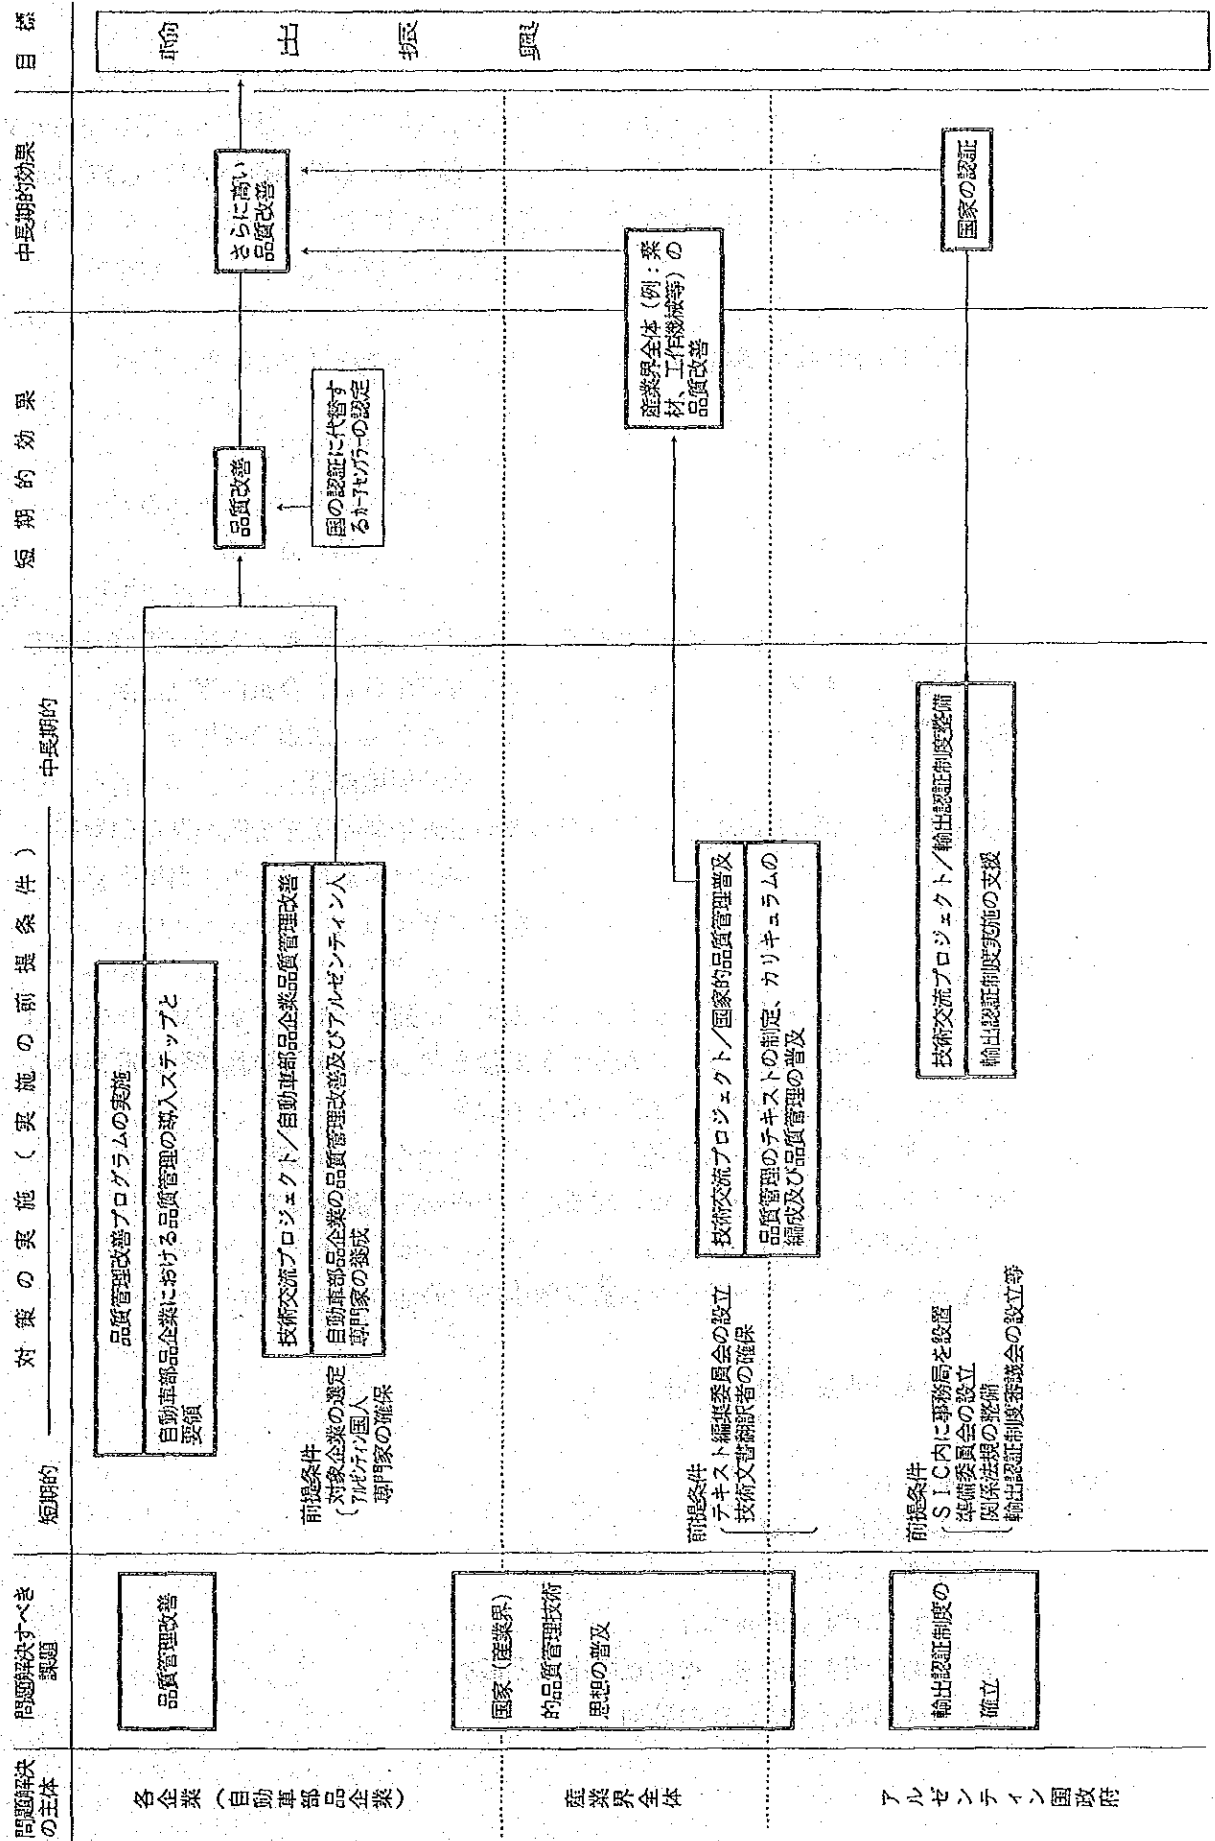 問題解決
の主体
問題解決すべき
課題
対策の実施(実施の前提条件)
短期的
中長期的
短期的効果
中長期的効果
目標
各企業(自動車部品企業)
品質管理改善
品質管理改善プログラムの実施
自動車部品企業における品質管理の導入ステップと
要領
技術交流プロジェクト/自動車部品企業品質管理改善
自動車部品企業の品質管理改善及びアルゼンティン人
専門家の養成
前提条件
対象企業の選定
アルゼンティン国人
専門家の確保
品質改善
国の認証に代替す
るカーアセンブラーの認定
さらに高い
品質改善
輸出振興
産業界全体
国家(産業界)
的品質管理技術
思想の普及
技術交流プロジェクト/国家的品質管理普及
品質管理のテキストの制定、カリキュラムの
編成及び品質管理の普及
前提条件
テキスト編集委員会の設立
技術文書翻訳者の確保
産業界全体(例:素
材、工作機械等)の
品質改善
アルゼンティン国政府
輸出認証制度の
確立
技術交流プロジェクト/輸出認証制度整備
輸出認証制度実施の支援
前提条件
SIC内に事務局を設置
準備委員会の設立
関係法規の整備
輸出認証制度審議会の設立等
国家の認証